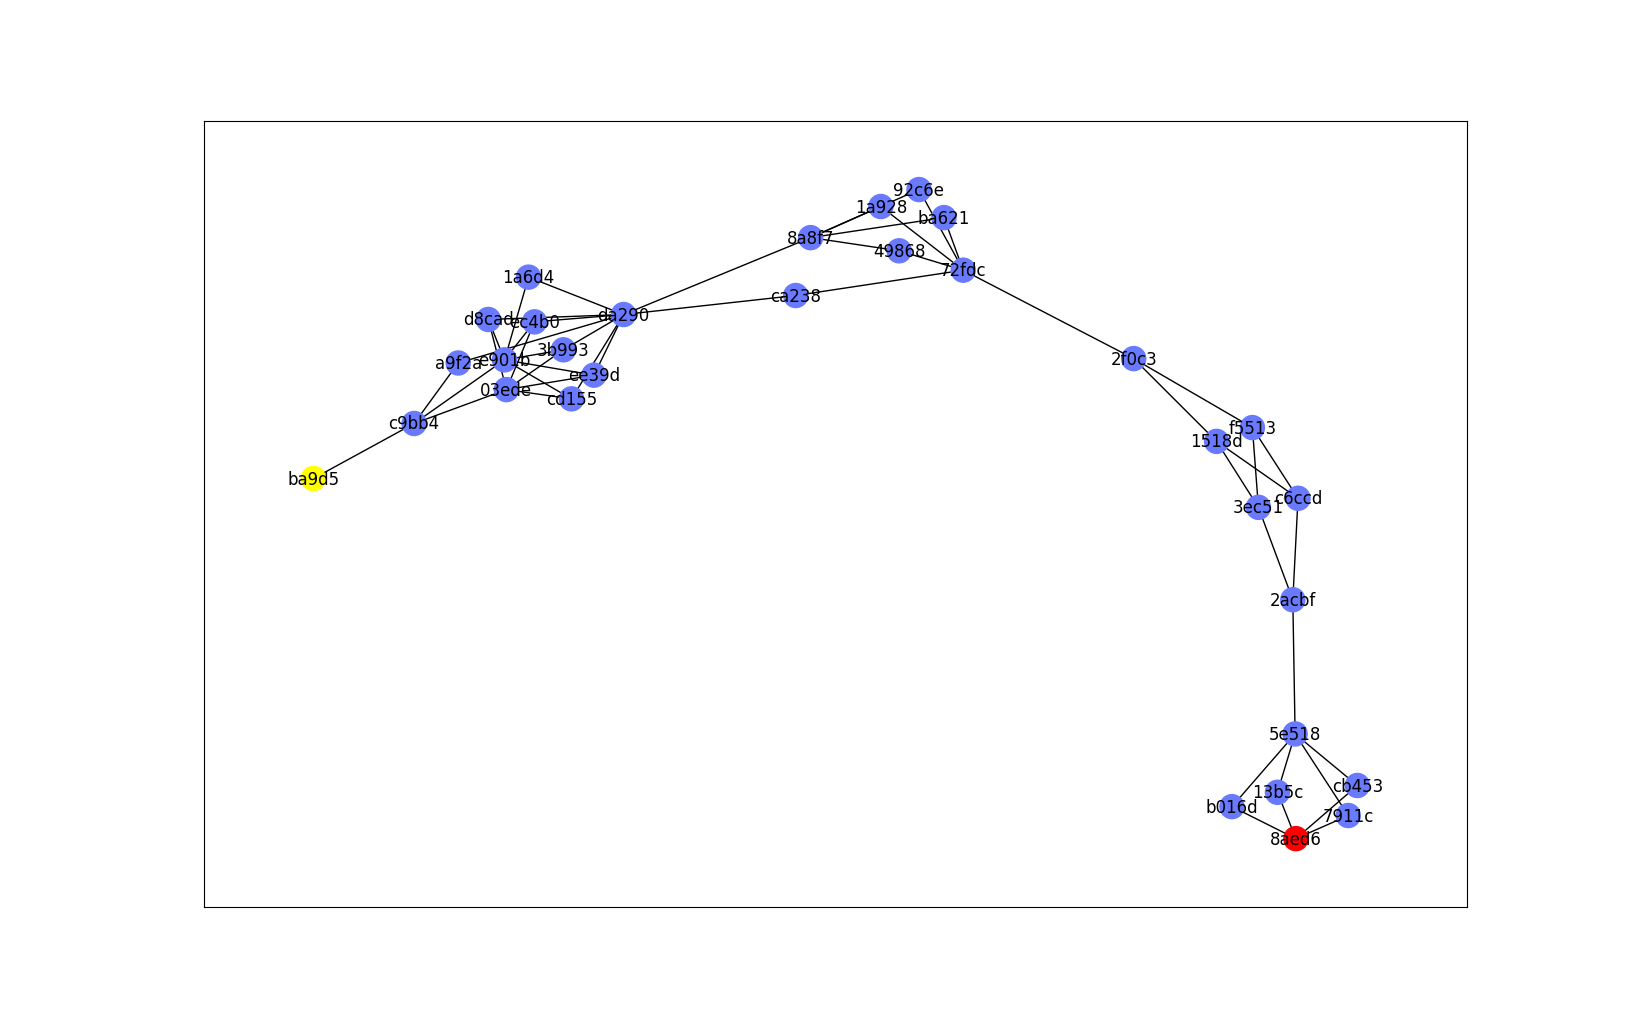 92c6e
1a928
ba621
8a8f7
49868
72fdc
1a6d4
ca238
d8cad
ec4b0
da290
3b993
2f0c3
a9f2a
e901b
ee39d
03ede
cd155
c9bb4
f5513
1518d
ba9d5
c6ccd
3ec51
2acbf
5e518
cb453
13b5c
b016d
7911c
8aed6